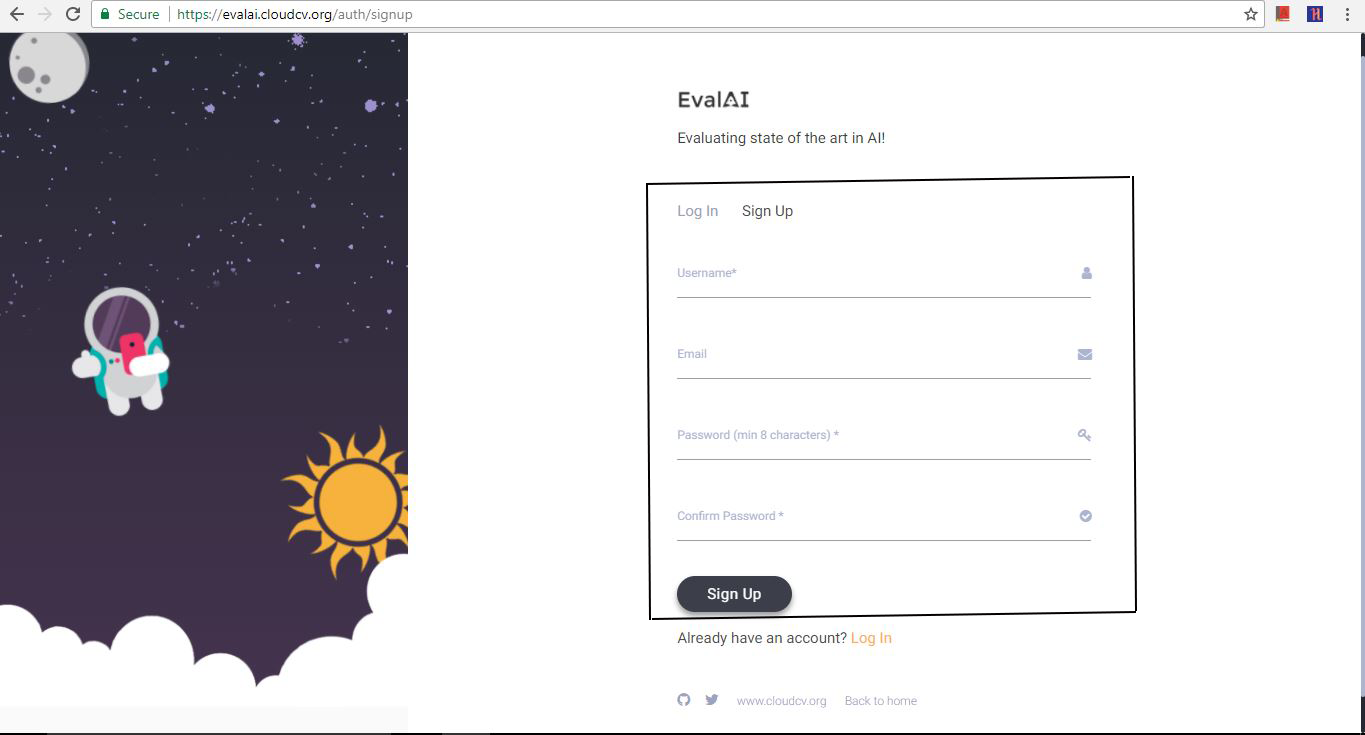 Secure https://evalai.cloudcv.org/auth/signup
EvalAI
Evaluating state of the art in AI!
Log In Sign Up
Username*
Email
Password (min 8 characters) *
Confirm Password *
Sign Up
Already have an account? Log In
www.cloudcv.org Back to home